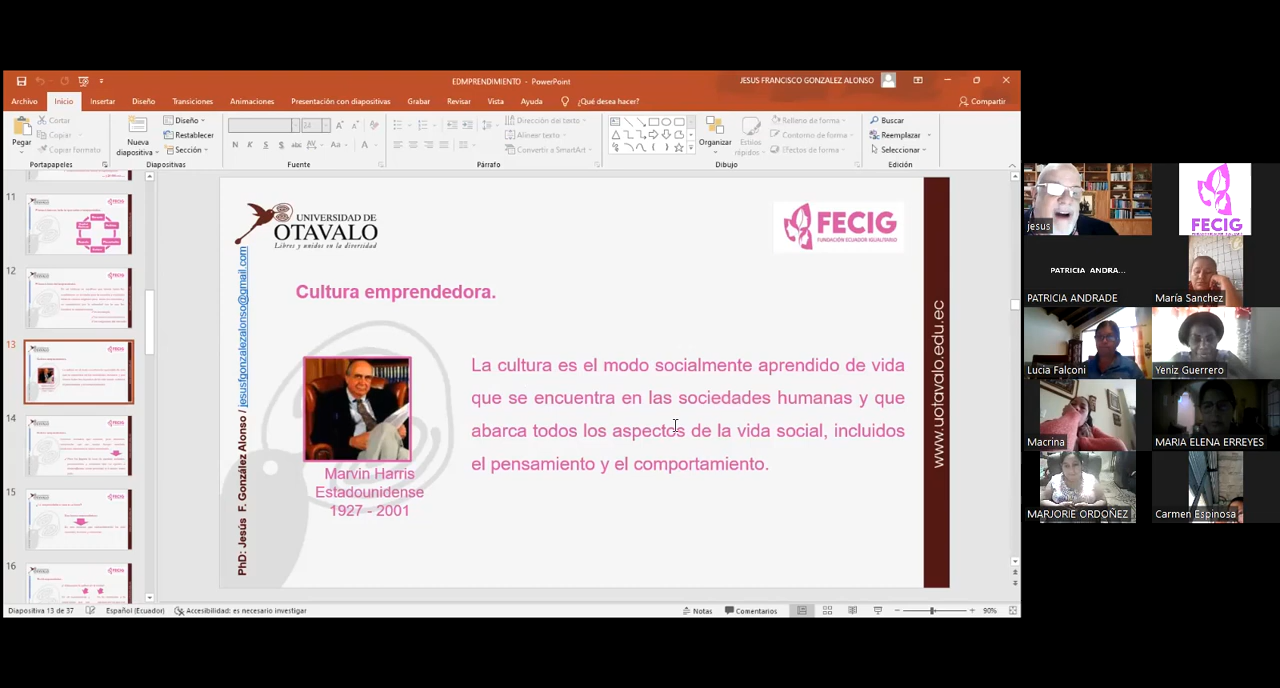 EDMPRENDIMIENTO - PowerPoint
JESUS FRANCISCO GONZALEZ ALONSO
Archivo Inicio Insertar Diseño Transiciones Animaciones Presentación con diapositivas Grabar Revisar Vista Ayuda ¿Qué desea hacer? Compartir
Pegar
Cortar
Copiar
Copiar formato
Portapapeles
Nueva
diapositiva
Diseño
Restablecer
Sección
Diapositivas
N K S S abc AV Aa A
Fuente
Dirección del texto
Alinear texto
Convertir a SmartArt
Párrafo
Organizar
Estilos
rápidos
Relleno de forma
Contorno de forma
Efectos de forma
Dibujo
Buscar
Reemplazar
Seleccionar
Edición
11
12
13
14
15
16
UNIVERSIDAD DE
OTAVALO
Libres y unidos en la diversidad
FECIG
FUNDACIÓN ECUADOR IGUALITARIO
PhD: Jesús F. González Alonso / jesusfgonzalezalonso@gmail.com
Cultura emprendedora.
La cultura es el modo socialmente aprendido de vida
que se encuentra en las sociedades humanas y que
abarca todos los aspectos de la vida social, incluidos
el pensamiento y el comportamiento.
Marvin Harris
Estadounidense
1927 - 2001
www.uotavalo.edu.ec
Diapositiva 13 de 37 Español (Ecuador) Accesibilidad: es necesario investigar Notas Comentarios 90%
jesus
FECIG
PATRICIA ANDRA...
PATRICIA ANDRADE
María Sanchez
Lucia Falconi
Yeniz Guerrero
Macrina
MARIA ELENA ERREYES
MARJORIE ORDOÑEZ
Carmen Espinosa